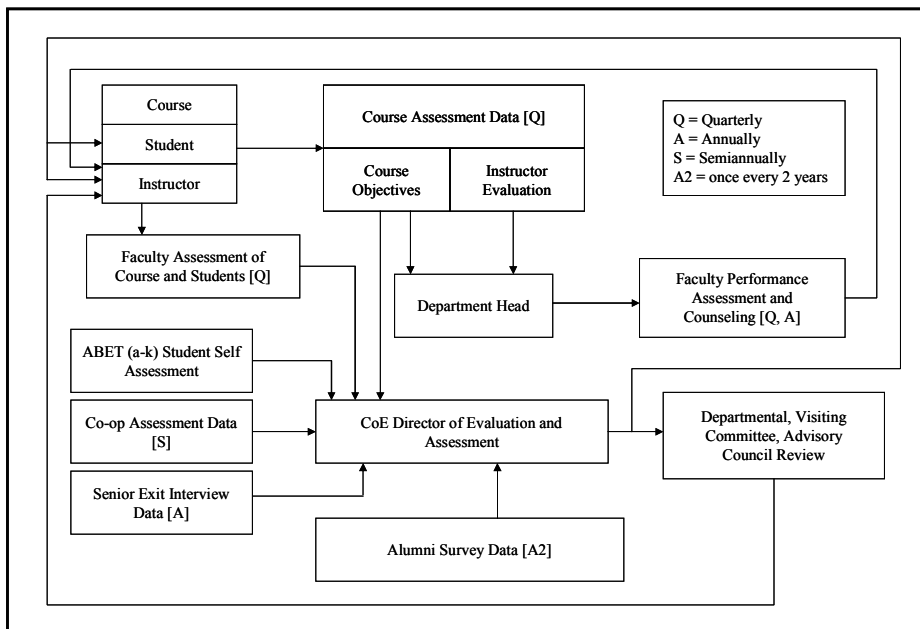 Course
Student
Instructor
Course Assessment Data [Q]
Course
Objectives
Instructor
Evaluation
Q = Quarterly
A = Annually
S = Semiannually
A2 = once every 2 years
Faculty Assessment of
Course and Students [Q]
Department Head
Faculty Performance
Assessment and
Counseling [Q, A]
ABET (a-k) Student Self
Assessment
Co-op Assessment Data
[S]
CoE Director of Evaluation and
Assessment
Departmental, Visiting
Committee, Advisory
Council Review
Senior Exit Interview
Data [A]
Alumni Survey Data [A2]